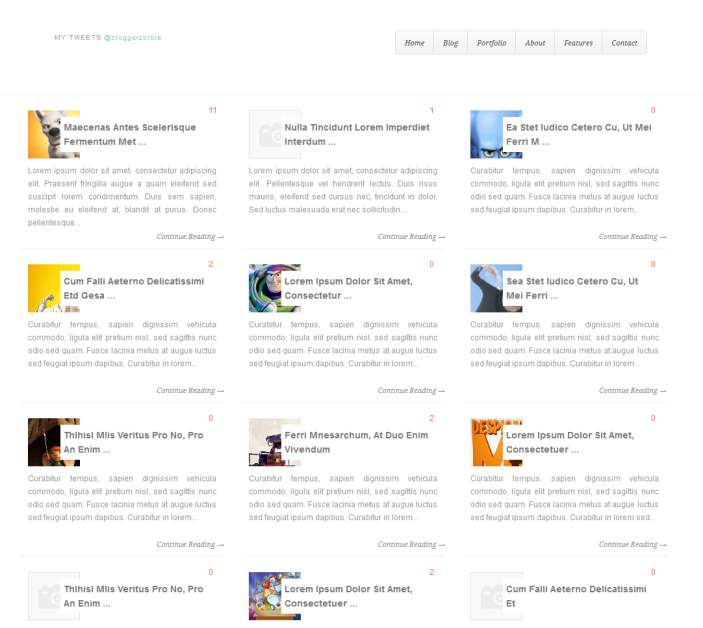 MY TWEETS @bloggerzbible
Home Blog Portfolio About Features Contact
11
Maecenas Antes Scelerisque
Fermentum Met ...
Lorem ipsum dolor sit amet, consectetur adipiscing
elit. Praesent fringilla augue a quam eleifend sed
suscipit lorem condimentum. Duis sem sapien,
molestie eu eleifend at, blandit at purus. Donec
pellentesque...
Continue Reading →
1
Nulla Tincidunt Lorem Imperdiet
Interdum ...
Lorem ipsum dolor sit amet, consectetur adipiscing
elit. Pellentesque vel hendrerit lectus. Duis risus
mauris, eleifend sed cursus nec, tincidunt in dolor.
Sed luctus malesuada erat nec sollicitudin....
Continue Reading →
0
Ea Stet Iudico Cetero Cu, Ut Mei
Ferri M ...
Curabitur tempus, sapien dignissim vehicula
commodo, ligula elit pretium nisl, sed sagittis nunc
odio sed quam. Fusce lacinia metus at augue luctus
sed feugiat ipsum dapibus. Curabitur in lorem...
Continue Reading →
2
Cum Falli Aeterno Delicatissimi
Etd Gesa ...
Curabitur tempus, sapien dignissim vehicula
commodo, ligula elit pretium nisl, sed sagittis nunc
odio sed quam. Fusce lacinia metus at augue luctus
sed feugiat ipsum dapibus. Curabitur in lorem...
Continue Reading →
0
Lorem Ipsum Dolor Sit Amet,
Consectetur ...
Curabitur tempus, sapien dignissim vehicula
commodo, ligula elit pretium nisl, sed sagittis nunc
odio sed quam. Fusce lacinia metus at augue luctus
sed feugiat ipsum dapibus. Curabitur in lorem...
Continue Reading →
0
Sea Stet Iudico Cetero Cu, Ut
Mei Ferri ...
Curabitur tempus, sapien dignissim vehicula
commodo, ligula elit pretium nisl, sed sagittis nunc
odio sed quam. Fusce lacinia metus at augue luctus
sed feugiat ipsum dapibus. Curabitur in lorem...
Continue Reading →
0
Thihisl Mlis Veritus Pro No, Pro
An Enim ...
Curabitur tempus, sapien dignissim vehicula
commodo, ligula elit pretium nisl, sed sagittis nunc
odio sed quam. Fusce lacinia metus at augue luctus
sed feugiat ipsum dapibus. Curabitur in lorem...
Continue Reading →
2
Ferri Mnesarchum, At Duo Enim
Vivendum
Curabitur tempus, sapien dignissim vehicula
commodo, ligula elit pretium nisl, sed sagittis nunc
odio sed quam. Fusce lacinia metus at augue luctus
sed feugiat ipsum dapibus. Curabitur in lorem...
Continue Reading →
0
DESPI
Lorem Ipsum Dolor Sit Amet,
Consectetuer ...
Curabitur tempus, sapien dignissim vehicula
commodo, ligula elit pretium nisl, sed sagittis nunc
odio sed quam. Fusce lacinia metus at augue luctus
sed feugiat ipsum dapibus. Curabitur in lorem sed...
Continue Reading →
0
Thihisl Mlis Veritus Pro No, Pro
An Enim ...
2
Lorem Ipsum Dolor Sit Amet,
Consectetuer ...
0
Cum Falli Aeterno Delicatissimi
Et